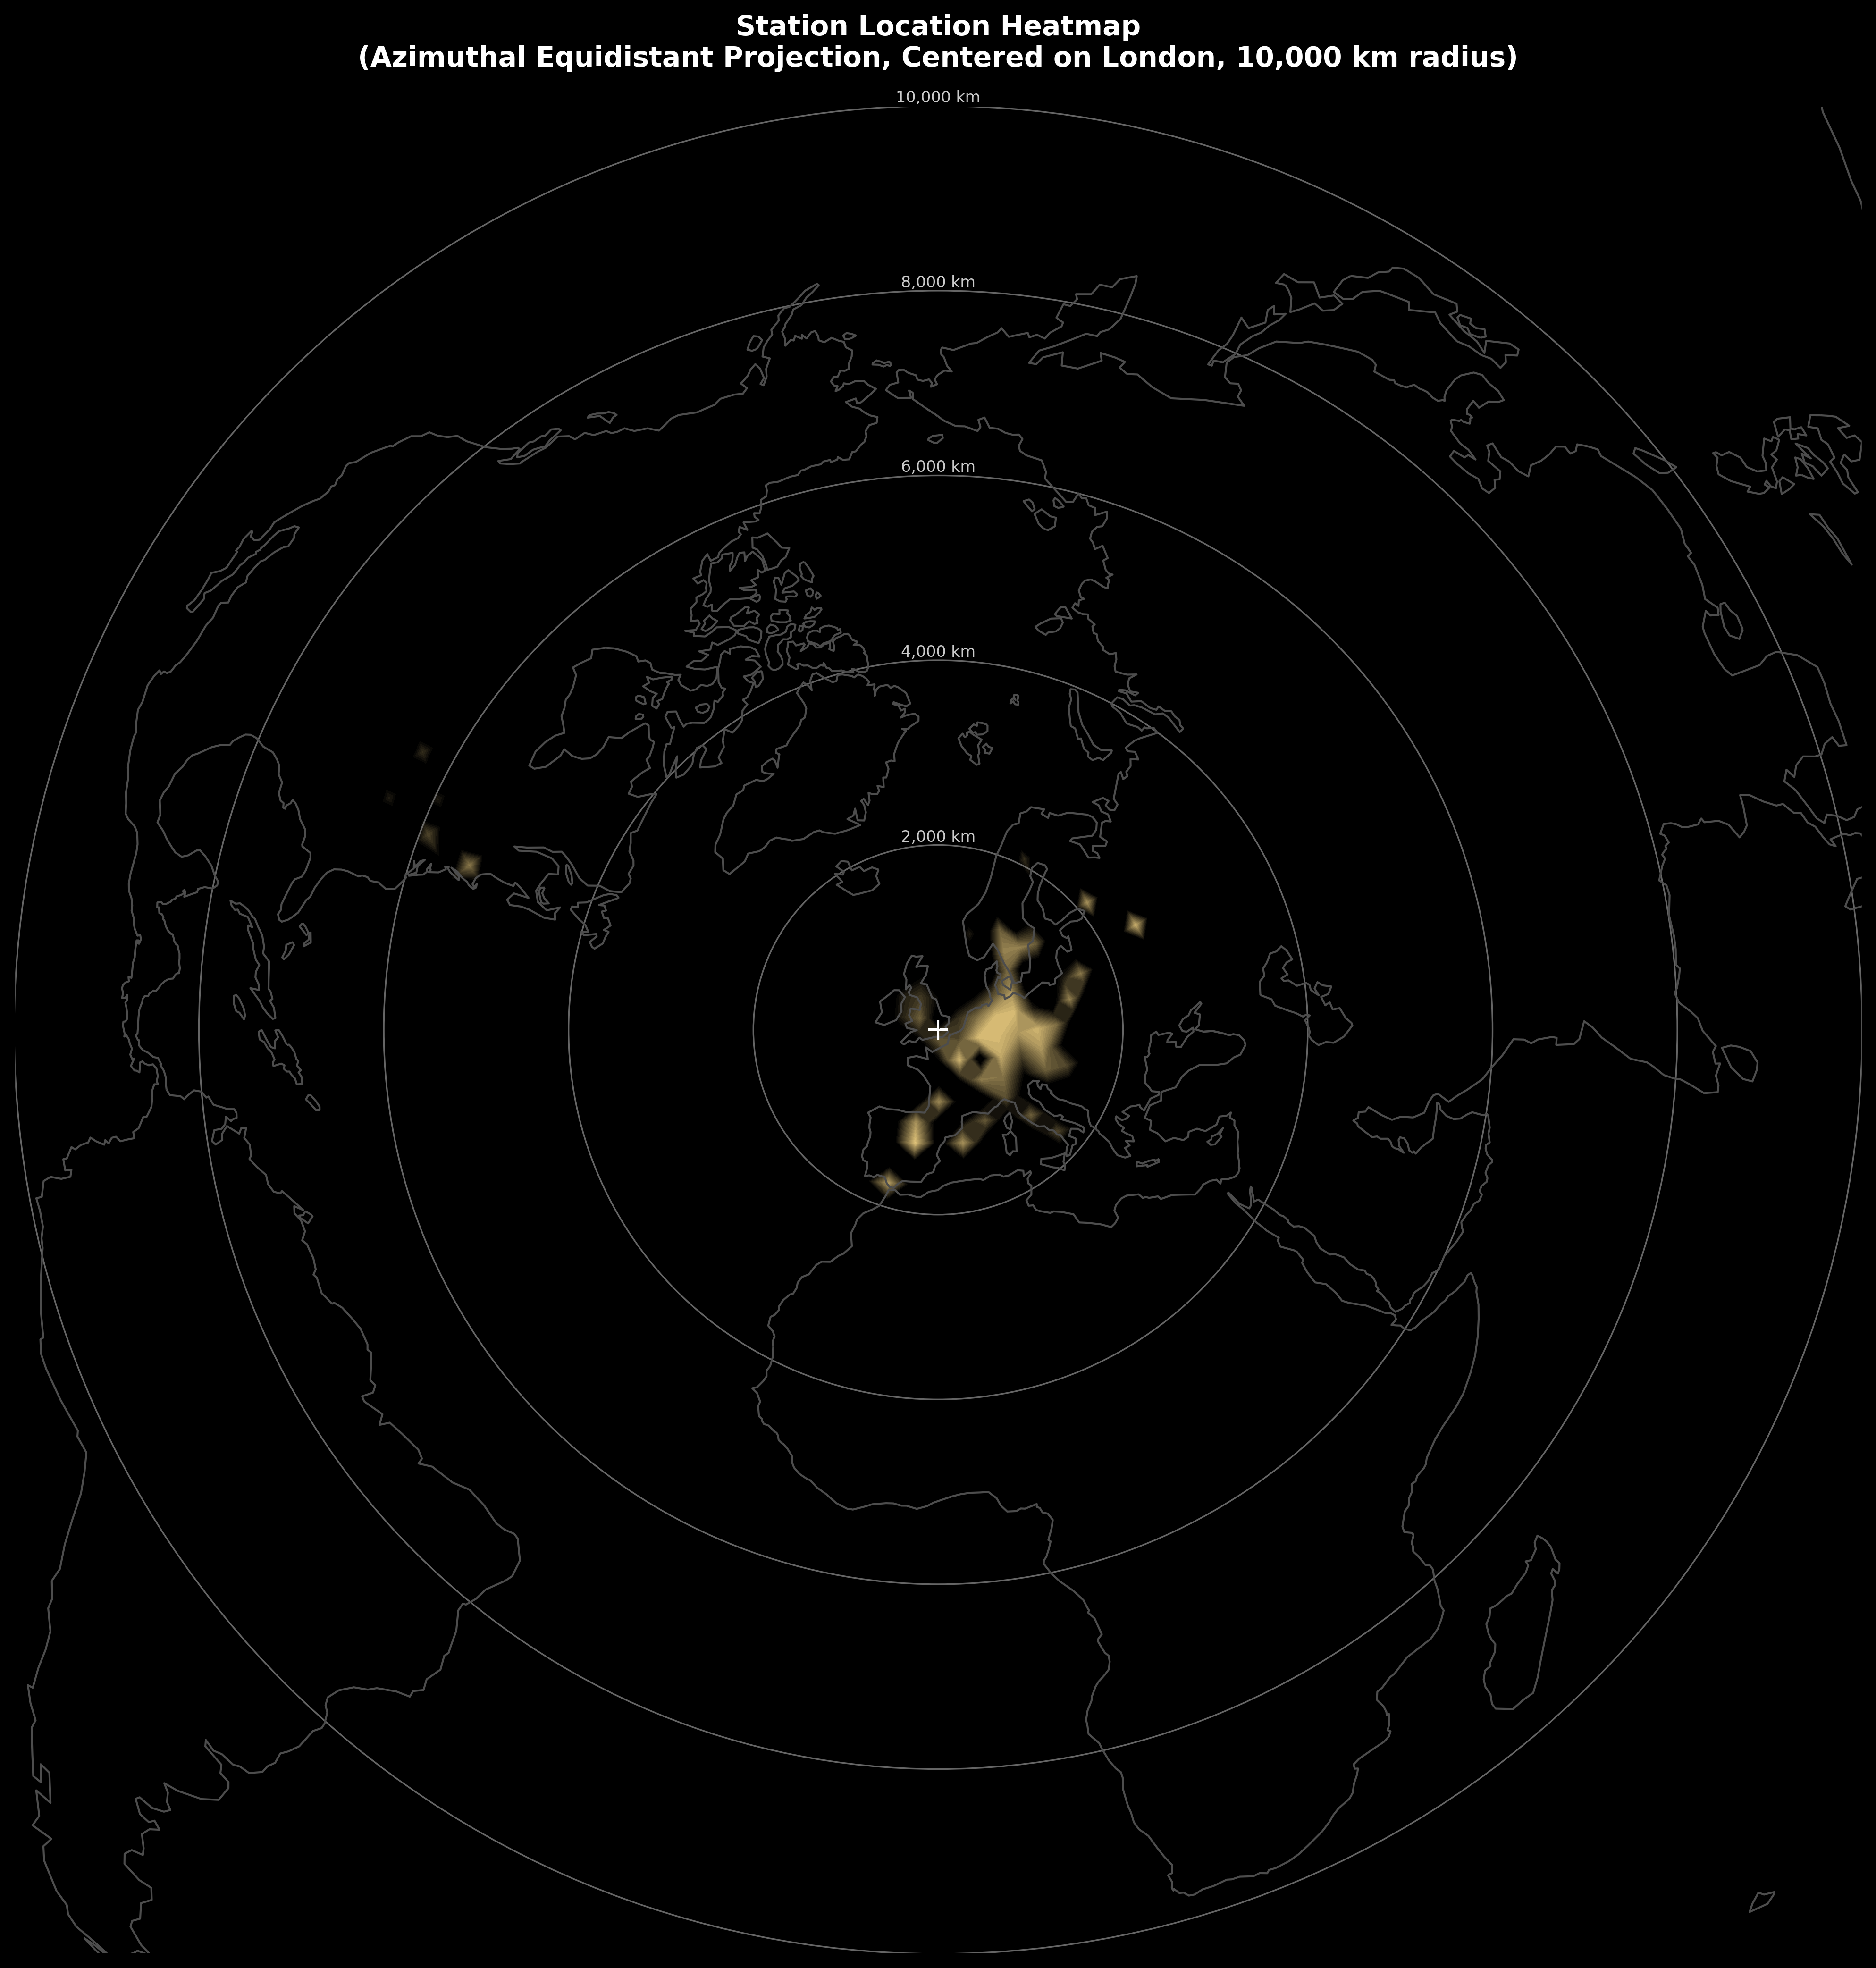 Station Location Heatmap
(Azimuthal Equidistant Projection, Centered on London, 10,000 km radius)
10,000 km
8,000 km
6,000 km
4,000 km
2,000 km